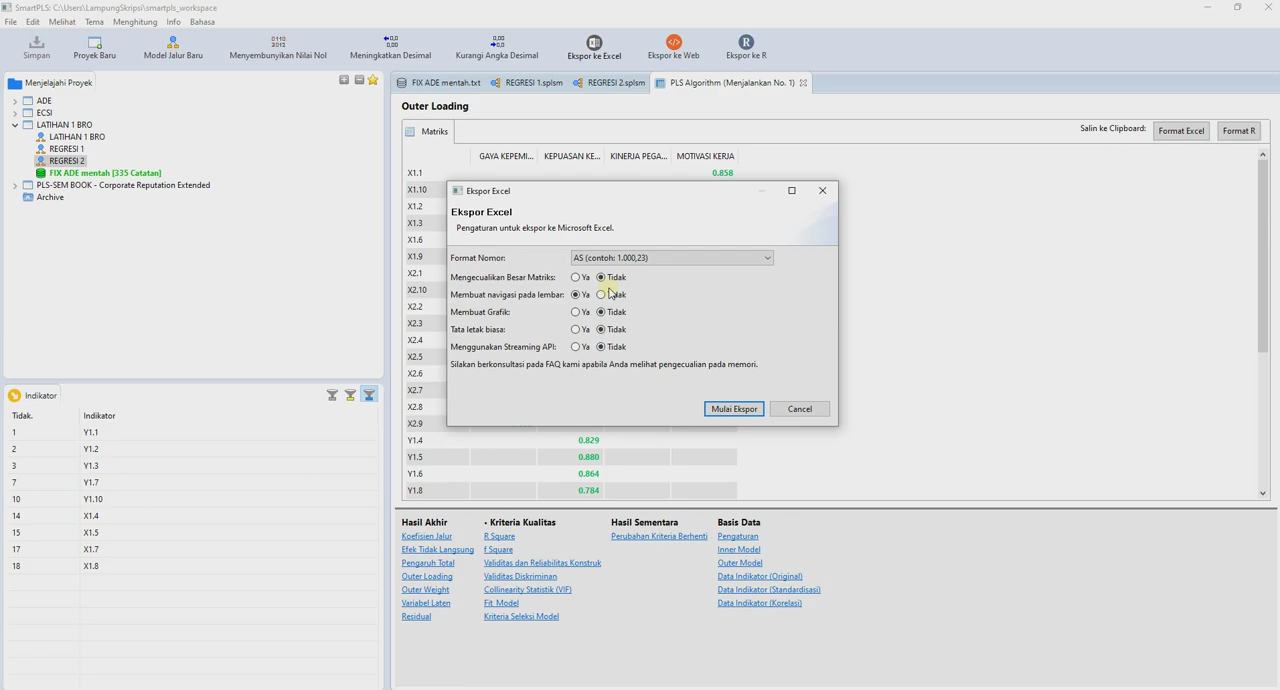 SmartPLS: C:\Users\LampungSkripsi\smartpls_workspace
File Edit Melihat Tema Menghitung Info Bahasa
Simpan Proyek Baru Model Jalur Baru Menyembunyikan Nilai Nol Meningkatkan Desimal Kurangi Angka Desimal Ekspor ke Excel Ekspor ke Web Ekspor ke R
Menjelajahi Proyek
ADE
ECSI
LATIHAN 1 BRO
LATIHAN 1 BRO
REGRESI 1
REGRESI 2
FIX ADE mentah [335 Catatan]
PLS-SEM BOOK - Corporate Reputation Extended
Archive
Indikator
Tidak. Indikator
1 Y1.1
2 Y1.2
3 Y1.3
7 Y1.7
10 Y1.10
14 X1.4
15 X1.5
17 X1.7
18 X1.8
FIX ADE mentah.txt REGRESI 1.splsm REGRESI 2.splsm PLS Algorithm (Menjalankan No. 1)
Outer Loading
Matriks
Salin ke Clipboard: Format Excel Format R
GAYA KEPEMI... KEPUASAN KE... KINERJA PEGA... MOTIVASI KERJA
X1.1 0.858
X1.10
X1.2
X1.3
X1.6
X1.9
X2.1
X2.10
X2.2
X2.3
X2.4
X2.5
X2.6
X2.7
X2.8
X2.9
Y1.4 0.829
Y1.5 0.880
Y1.6 0.864
Y1.8 0.784
Ekspor Excel
Ekspor Excel
Pengaturan untuk ekspor ke Microsoft Excel.
Format Nomor: AS (contoh: 1.000,23)
Mengecualikan Besar Matriks: Ya Tidak
Membuat navigasi pada lembar: Ya
Membuat Grafik: Ya Tidak
Tata letak biasa: Ya Tidak
Menggunakan Streaming API: Ya Tidak
Silakan berkonsultasi pada FAQ kami apabila Anda melihat pengecualian pada memori.
Mulai Ekspor Cancel
Hasil Akhir
Koefisien Jalur
Efek Tidak Langsung
Pengaruh Total
Outer Loading
Outer Weight
Variabel Laten
Residual
Kriteria Kualitas
R Square
f Square
Validitas dan Reliabilitas Konstruk
Validitas Diskriminan
Collinearity Statistik (VIF)
Fit Model
Kriteria Seleksi Model
Hasil Sementara
Perubahan Kriteria Berhenti
Basis Data
Pengaturan
Inner Model
Outer Model
Data Indikator (Original)
Data Indikator (Standardisasi)
Data Indikator (Korelasi)